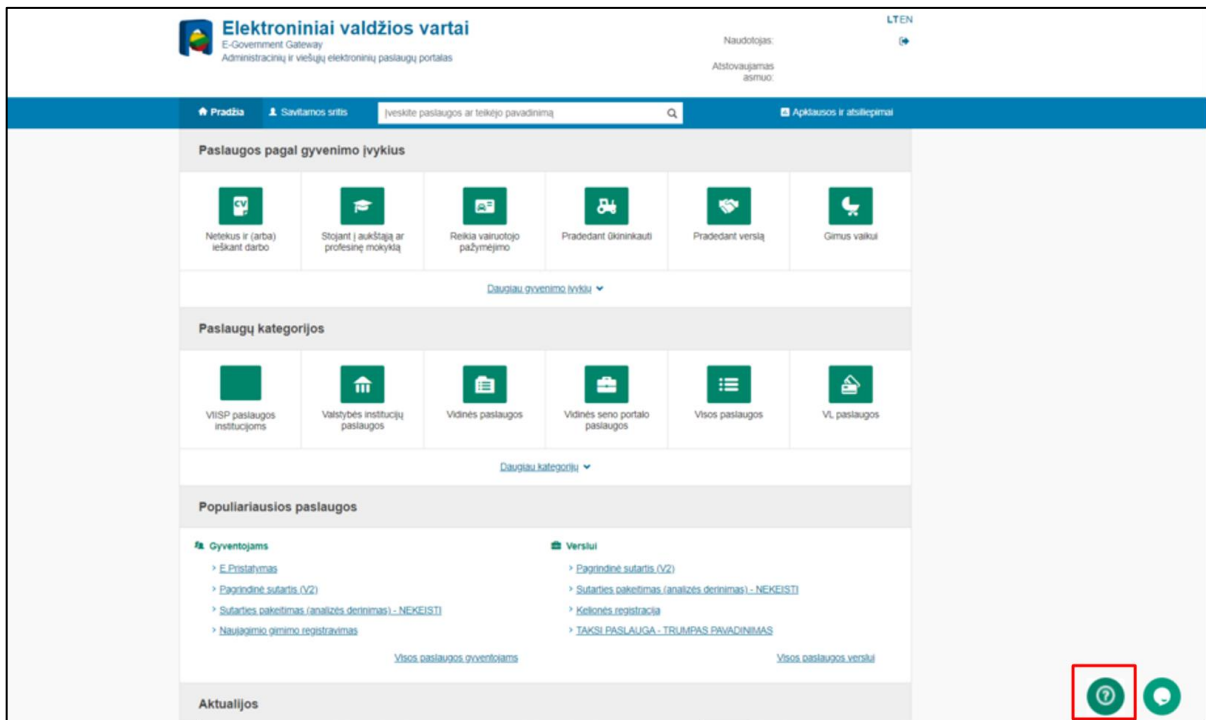 Elektroniniai valdžios vartai
E-Government Gateway
Administracinių ir viešųjų elektroninių paslaugų portalas
LTEN
Naudotojas:
Atstovaujamas
asmuo:
Pradžia
Savitarnos sritis
Įveskite paslaugos ar teikėjo pavadinimą
Apklausos ir atsiliepimai
Paslaugos pagal gyvenimo įvykius
CV
Netekus ir (arba)
ieškant darbo
Stojant į aukštąją ar
profesinę mokyklą
Reikia vairuotojo
pažymėjimo
Pradedant ūkininkauti
Pradedant verslą
Gimus vaikui
Daugiau gyvenimo įvykių
Paslaugų kategorijos
VIISP paslaugos
institucijoms
Valstybės institucijų
paslaugos
Vidinės paslaugos
Vidinės seno portalo
paslaugos
Visos paslaugos
VL paslaugos
Daugiau kategorijų
Populiariausios paslaugos
Gyventojams
E.Pristatymas
Pagrindinė sutartis (V2)
Sutarties pakeitimas (analizės derinimas) - NEKEISTI
Naujagimio gimimo registravimas
Visos paslaugos gyventojams
Verslui
Pagrindinė sutartis (V2)
Sutarties pakeitimas (analizės derinimas) - NEKEISTI
Kelionės registracija
TAKSI PASLAUGA - TRUMPAS PAVADINIMAS
Visos paslaugos verslui
Aktualijos